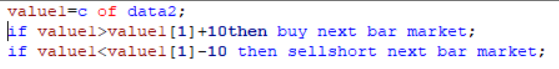 value1=c of data2;
if value1>value1[1]+10then buy next bar market;
if value1<value1[1]-10 then sellshort next bar market;